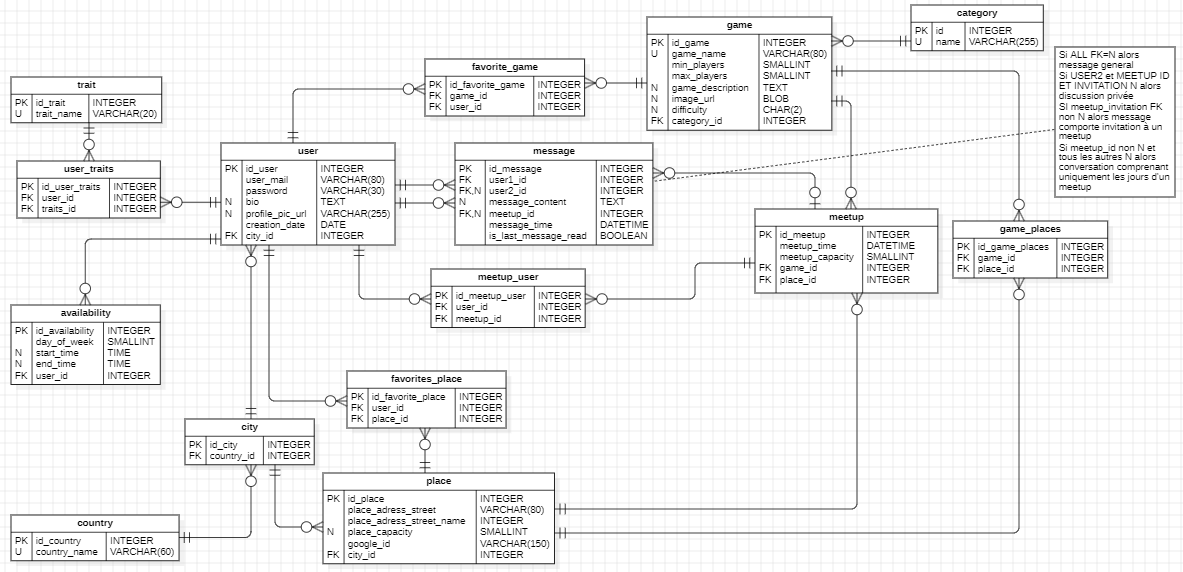 category
PK id INTEGER
U name VARCHAR(255)
game
PK id_game INTEGER
U game_name VARCHAR(80)
min_players SMALLINT
max_players SMALLINT
N game_description TEXT
N image_url BLOB
N difficulty CHAR(2)
FK category_id INTEGER
Si ALL FK=N alors
message general
Si USER2 et MEETUP ID
ET INVITATION N alors
discussion privée
SI meetup_invitation FK
non N alors message
comporte invitation à un
meetup
Si meetup_id non N et
tous les autres N alors
conversation comprenant
uniquement les jours d'un
meetup
favorite_game
PK id_favorite_game INTEGER
FK game_id INTEGER
FK user_id INTEGER
trait
PK id_trait INTEGER
U trait_name VARCHAR(20)
user_traits
PK id_user_traits INTEGER
FK user_id INTEGER
FK traits_id INTEGER
user
PK id_user INTEGER
user_mail VARCHAR(80)
password VARCHAR(30)
N bio TEXT
N profile_pic_url VARCHAR(255)
creation_date DATE
FK city_id INTEGER
message
PK id_message INTEGER
FK user1_id INTEGER
FK,N user2_id INTEGER
N message_content TEXT
FK,N meetup_id INTEGER
message_time DATETIME
is_last_message_read BOOLEAN
meetup
PK id_meetup INTEGER
meetup_time DATETIME
meetup_capacity SMALLINT
FK game_id INTEGER
FK place_id INTEGER
game_places
PK id_game_places INTEGER
FK game_id INTEGER
FK place_id INTEGER
meetup_user
PK id_meetup_user INTEGER
FK user_id INTEGER
FK meetup_id INTEGER
availability
PK id_availability INTEGER
day_of_week SMALLINT
N start_time TIME
N end_time TIME
FK user_id INTEGER
favorites_place
PK id_favorite_place INTEGER
FK user_id INTEGER
FK place_id INTEGER
city
PK id_city INTEGER
FK country_id INTEGER
place
PK id_place INTEGER
place_adress_street VARCHAR(80)
place_adress_street_name INTEGER
N place_capacity SMALLINT
google_id VARCHAR(150)
FK city_id INTEGER
country
PK id_country INTEGER
U country_name VARCHAR(60)